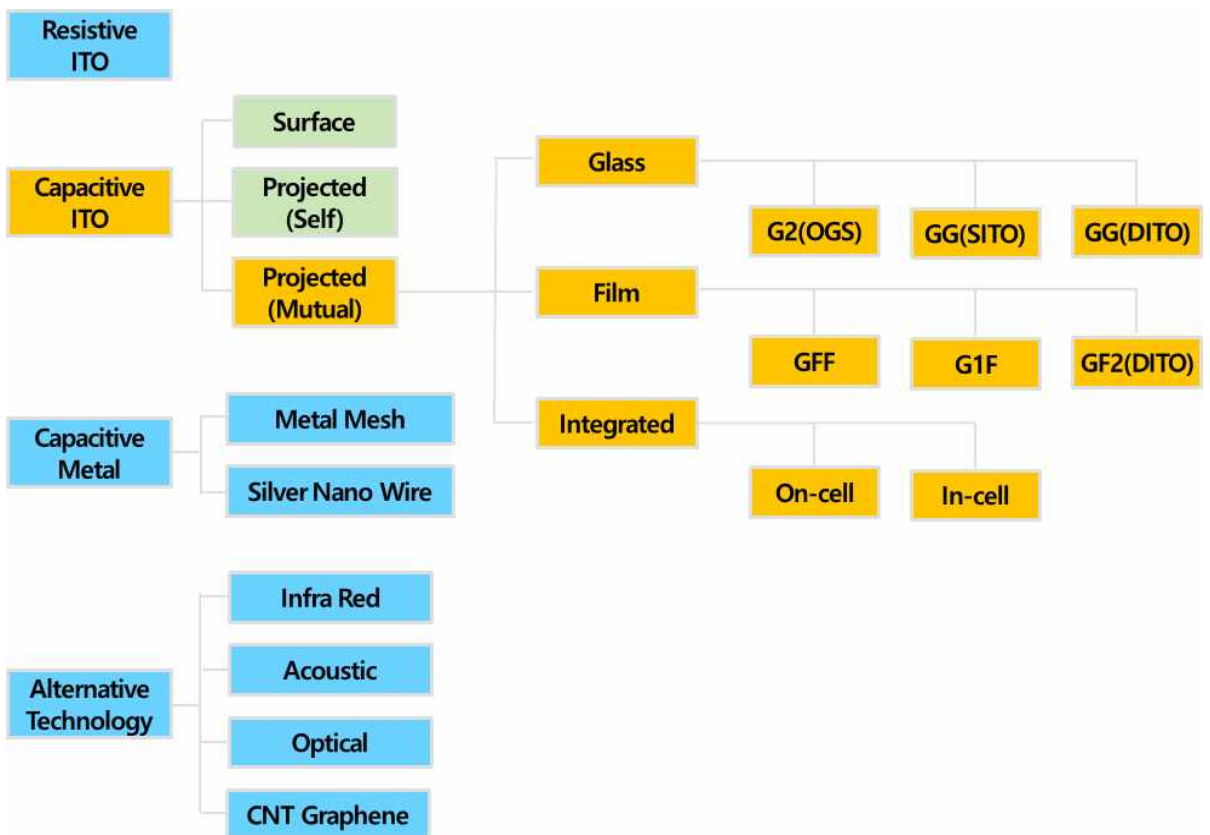 Resistive
ITO
Capacitive
ITO
Surface
Projected
(Self)
Projected
(Mutual)
Glass
G2(OGS)
GG(SITO)
GG(DITO)
Film
GFF
G1F
GF2(DITO)
Integrated
On-cell
In-cell
Capacitive
Metal
Metal Mesh
Silver Nano Wire
Alternative
Technology
Infra Red
Acoustic
Optical
CNT Graphene